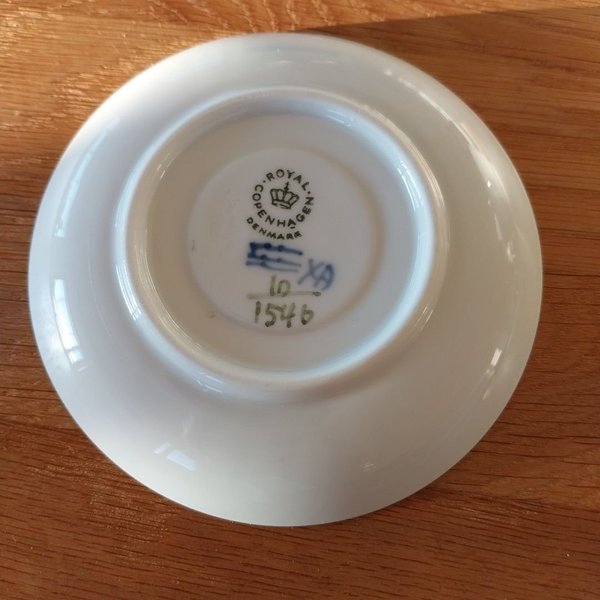 ROYAL
COPENHAGEN
DENMARK
XA
10
1546